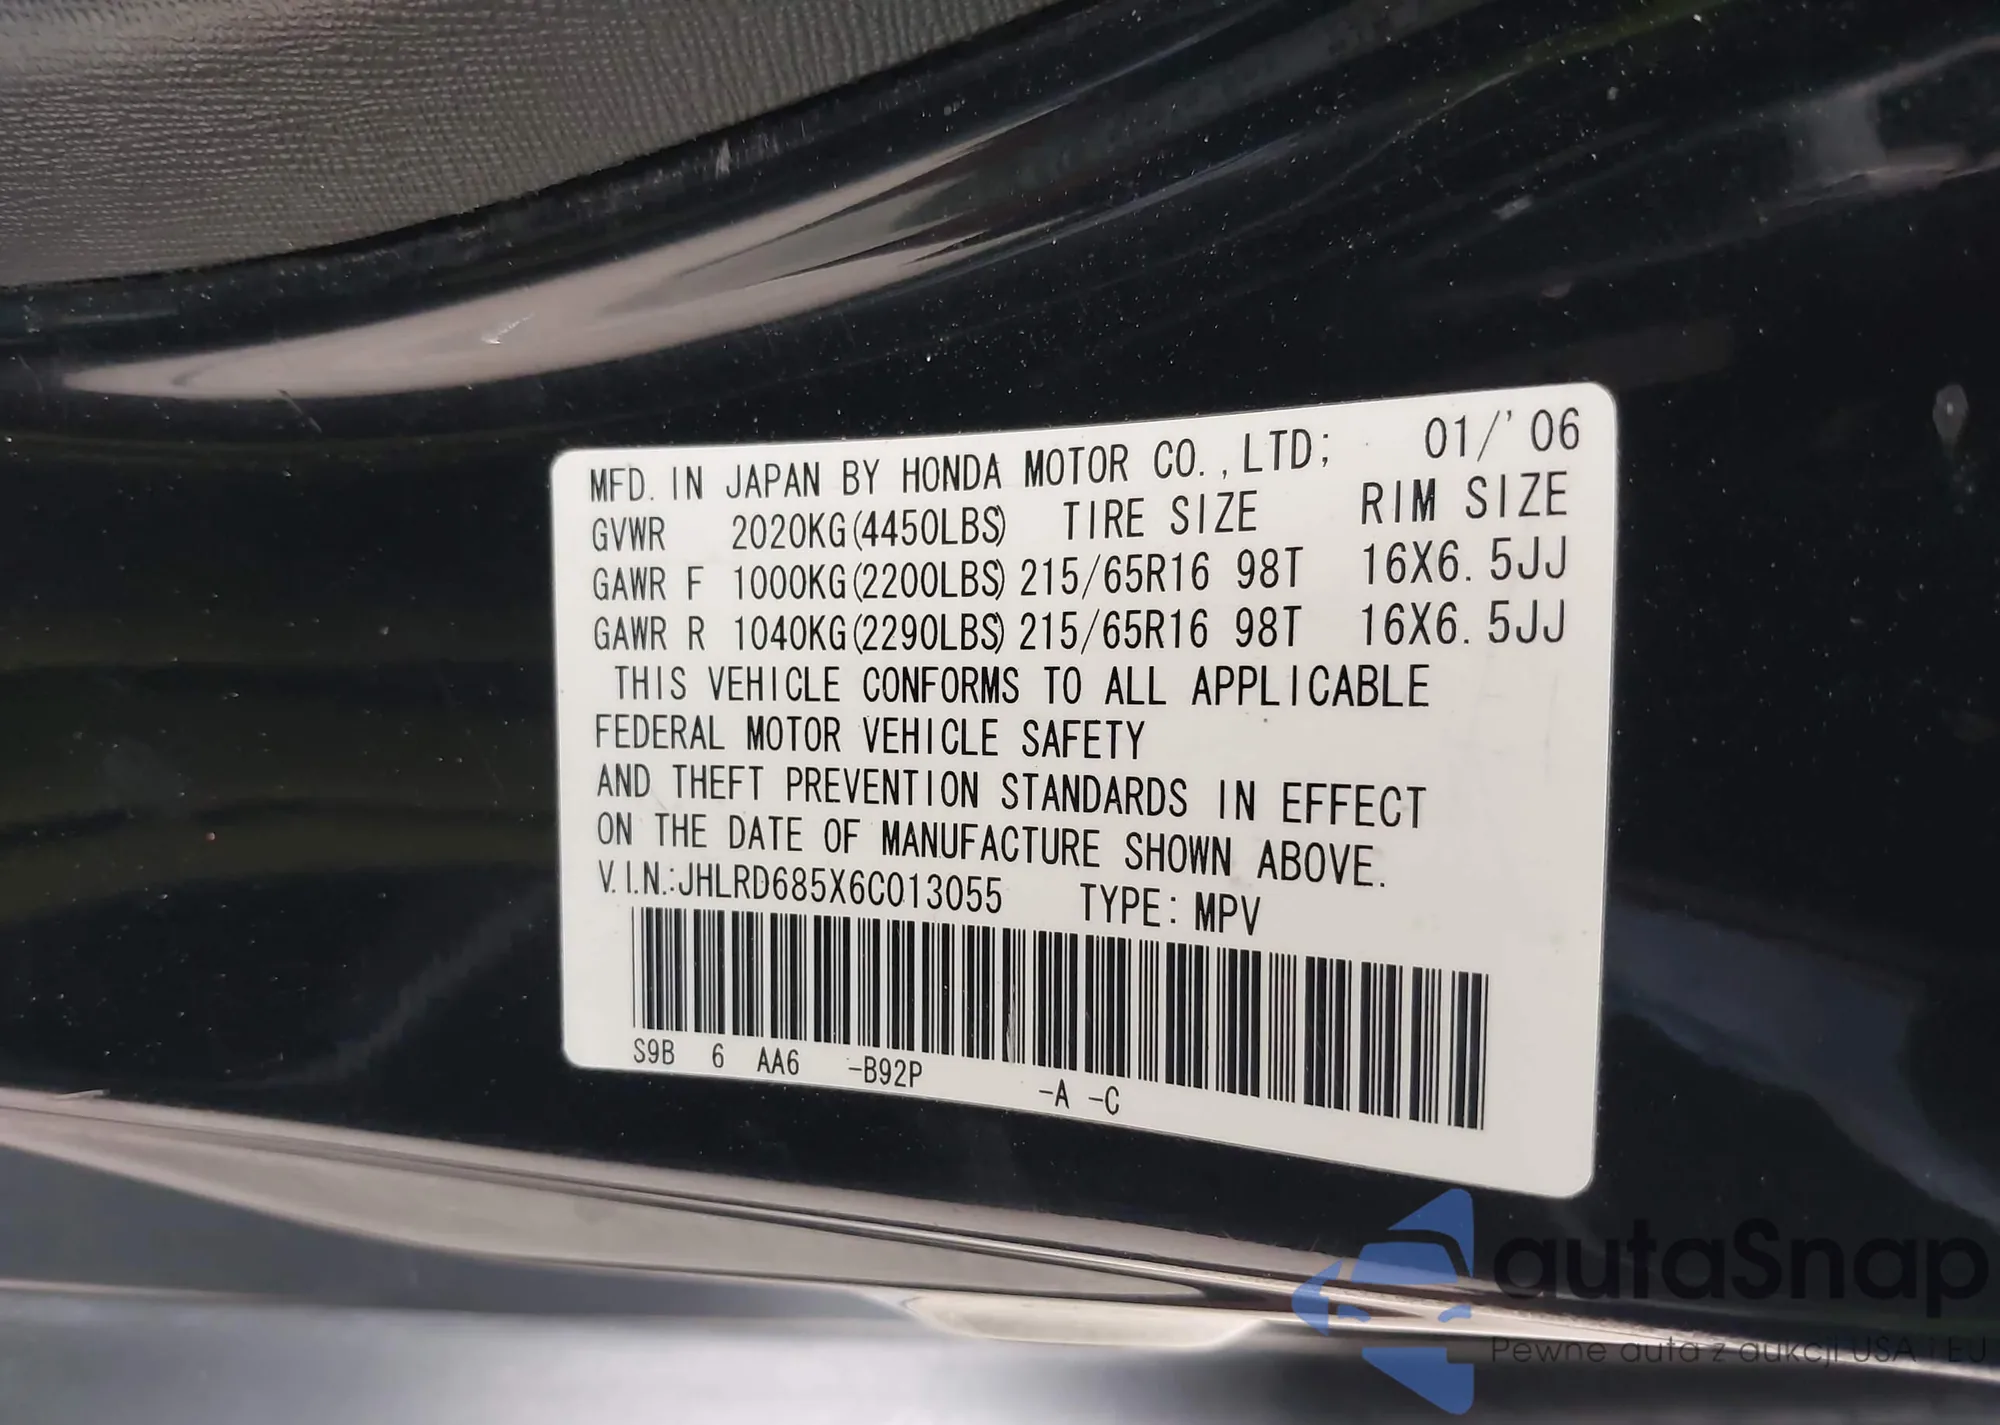 MFD. IN JAPAN BY HONDA MOTOR CO., LTD; 01/'06
GVWR 2020KG(4450LBS) TIRE SIZE RIM SIZE
GAWR F 1000KG(2200LBS) 215/65R16 98T 16X6.5JJ
GAWR R 1040KG(2290LBS) 215/65R16 98T 16X6.5JJ
THIS VEHICLE CONFORMS TO ALL APPLICABLE
FEDERAL MOTOR VEHICLE SAFETY
AND THEFT PREVENTION STANDARDS IN EFFECT
ON THE DATE OF MANUFACTURE SHOWN ABOVE.
V.I.N.:JHLRD685X6C013055 TYPE: MPV
S9B 6 AA6 -B92P -A -C
autaSnap
Pewne auta z aukcji USA i EU